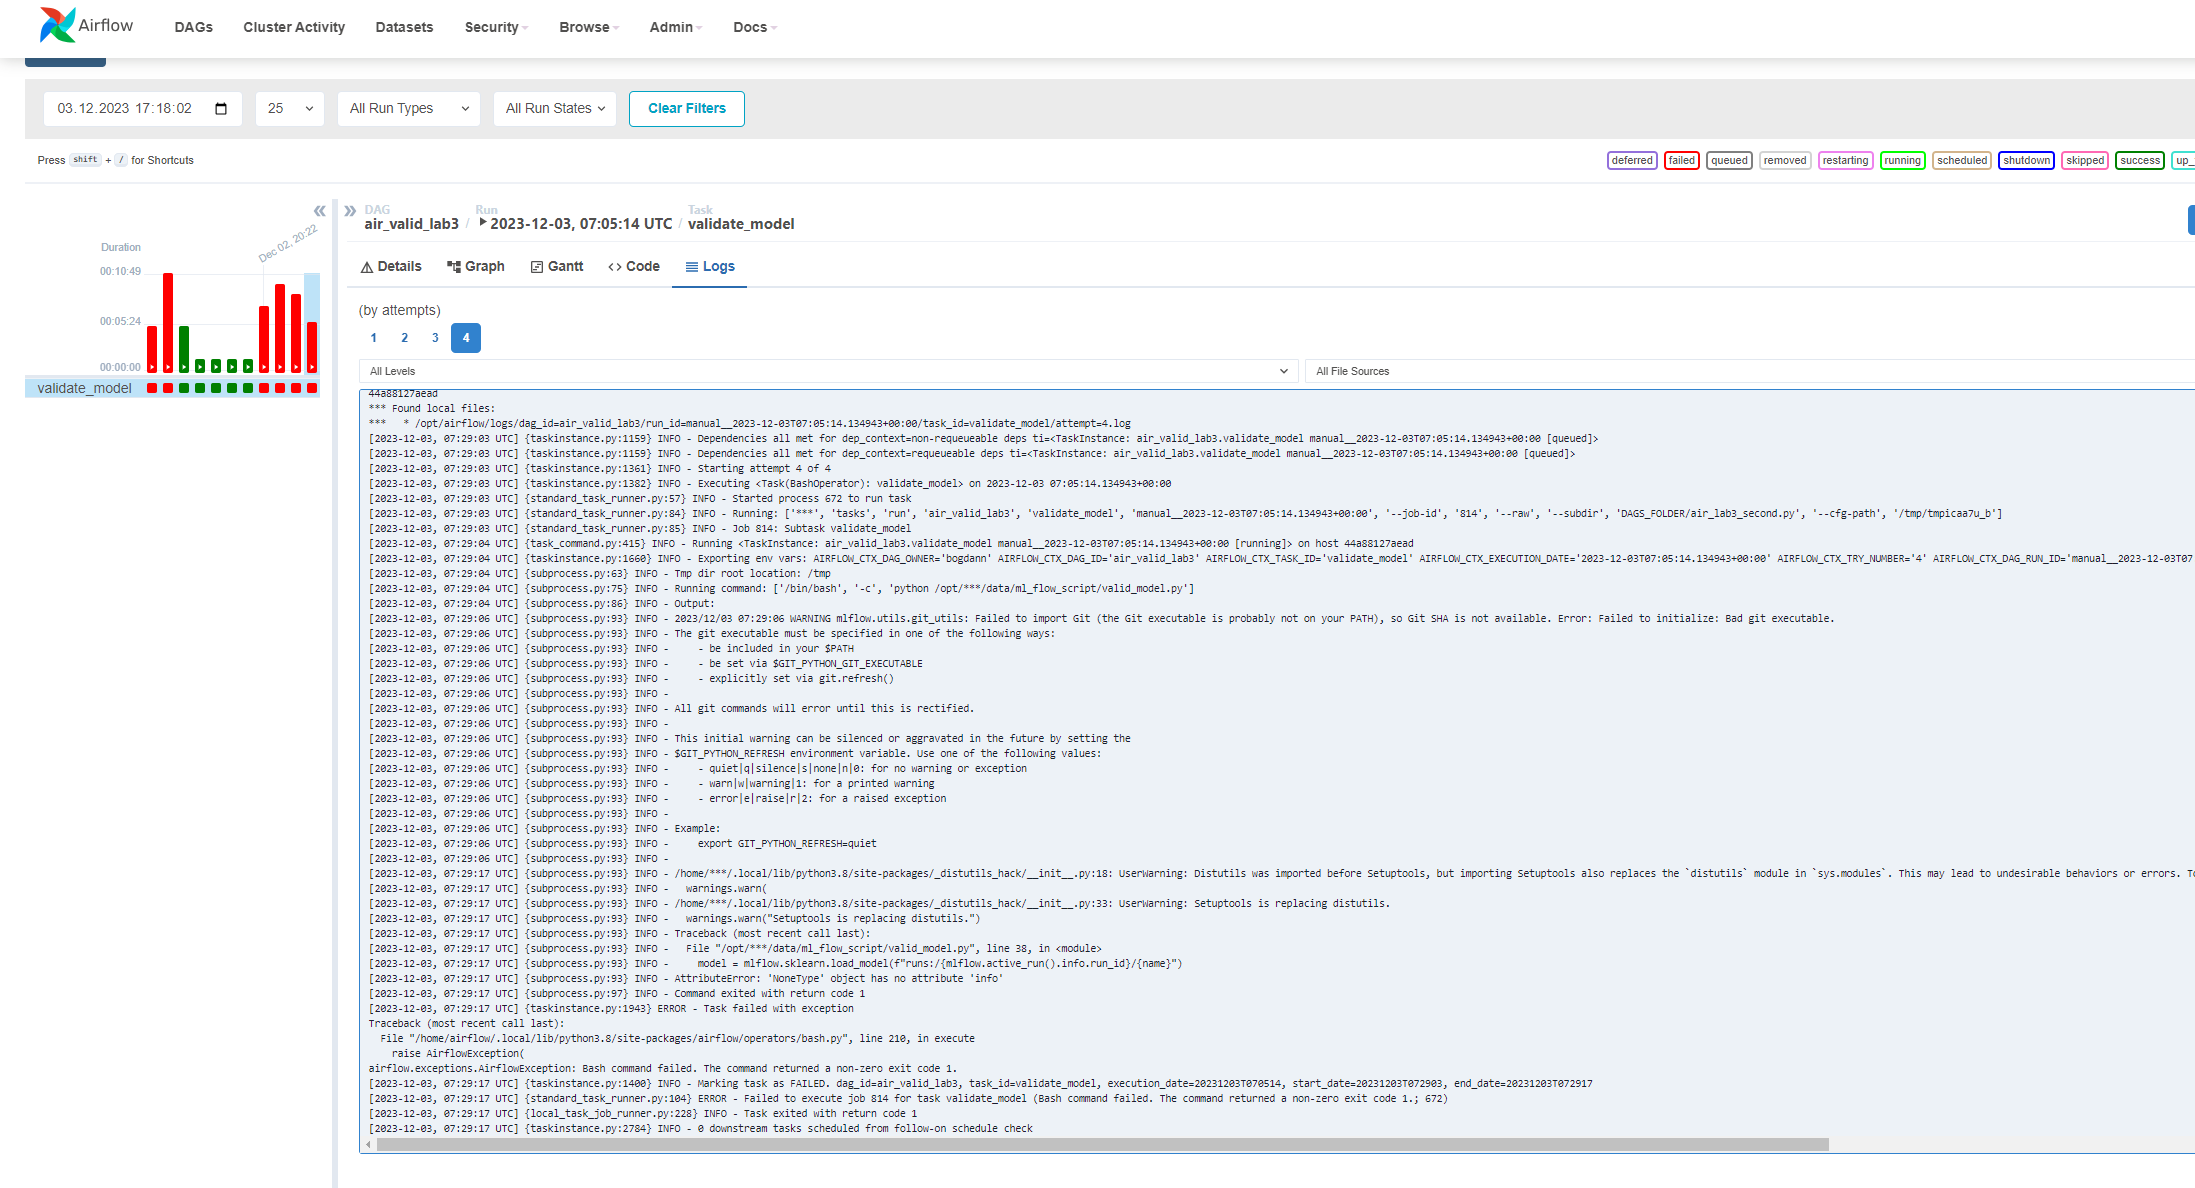 Airflow DAGs Cluster Activity Datasets Security Browse Admin Docs
03.12.2023 17:18:02 25 All Run Types All Run States Clear Filters
Press shift + / for Shortcuts
deferred failed queued removed restarting running scheduled shutdown skipped success up_
Duration
00:10:49
00:05:24
00:00:00
Dec 02, 20:22
validate_model
DAG Run Task
air_valid_lab3 / 2023-12-03, 07:05:14 UTC / validate_model
Details Graph Gantt Code Logs
(by attempts)
1 2 3 4
All Levels All File Sources
44a88127aead
*** Found local files:
***   * /opt/airflow/logs/dag_id=air_valid_lab3/run_id=manual__2023-12-03T07:05:14.134943+00:00/task_id=validate_model/attempt=4.log
[2023-12-03, 07:29:03 UTC] {taskinstance.py:1159} INFO - Dependencies all met for dep_context=non-requeueable deps ti=<TaskInstance: air_valid_lab3.validate_model manual__2023-12-03T07:05:14.134943+00:00 [queued]>
[2023-12-03, 07:29:03 UTC] {taskinstance.py:1159} INFO - Dependencies all met for dep_context=requeueable deps ti=<TaskInstance: air_valid_lab3.validate_model manual__2023-12-03T07:05:14.134943+00:00 [queued]>
[2023-12-03, 07:29:03 UTC] {taskinstance.py:1361} INFO - Starting attempt 4 of 4
[2023-12-03, 07:29:03 UTC] {taskinstance.py:1382} INFO - Executing <Task(BashOperator): validate_model> on 2023-12-03 07:05:14.134943+00:00
[2023-12-03, 07:29:03 UTC] {standard_task_runner.py:57} INFO - Started process 672 to run task
[2023-12-03, 07:29:03 UTC] {standard_task_runner.py:84} INFO - Running: ['***', 'tasks', 'run', 'air_valid_lab3', 'validate_model', 'manual__2023-12-03T07:05:14.134943+00:00', '--job-id', '814', '--raw', '--subdir', 'DAGS_FOLDER/air_lab3_second.py', '--cfg-path', '/tmp/tmpicaa7u_b']
[2023-12-03, 07:29:03 UTC] {standard_task_runner.py:85} INFO - Job 814: Subtask validate_model
[2023-12-03, 07:29:04 UTC] {task_command.py:415} INFO - Running <TaskInstance: air_valid_lab3.validate_model manual__2023-12-03T07:05:14.134943+00:00 [running]> on host 44a88127aead
[2023-12-03, 07:29:04 UTC] {taskinstance.py:1660} INFO - Exporting env vars: AIRFLOW_CTX_DAG_OWNER='bogdann' AIRFLOW_CTX_DAG_ID='air_valid_lab3' AIRFLOW_CTX_TASK_ID='validate_model' AIRFLOW_CTX_EXECUTION_DATE='2023-12-03T07:05:14.134943+00:00' AIRFLOW_CTX_TRY_NUMBER='4' AIRFLOW_CTX_DAG_RUN_ID='manual__2023-12-03T07
[2023-12-03, 07:29:04 UTC] {subprocess.py:63} INFO - Tmp dir root location: /tmp
[2023-12-03, 07:29:04 UTC] {subprocess.py:75} INFO - Running command: ['/bin/bash', '-c', 'python /opt/***/data/ml_flow_script/valid_model.py']
[2023-12-03, 07:29:04 UTC] {subprocess.py:86} INFO - Output:
[2023-12-03, 07:29:06 UTC] {subprocess.py:93} INFO - 2023/12/03 07:29:06 WARNING mlflow.utils.git_utils: Failed to import Git (the Git executable is probably not on your PATH), so Git SHA is not available. Error: Failed to initialize: Bad git executable.
[2023-12-03, 07:29:06 UTC] {subprocess.py:93} INFO - The git executable must be specified in one of the following ways:
[2023-12-03, 07:29:06 UTC] {subprocess.py:93} INFO -     - be included in your $PATH
[2023-12-03, 07:29:06 UTC] {subprocess.py:93} INFO -     - be set via $GIT_PYTHON_GIT_EXECUTABLE
[2023-12-03, 07:29:06 UTC] {subprocess.py:93} INFO -     - explicitly set via git.refresh()
[2023-12-03, 07:29:06 UTC] {subprocess.py:93} INFO -
[2023-12-03, 07:29:06 UTC] {subprocess.py:93} INFO - All git commands will error until this is rectified.
[2023-12-03, 07:29:06 UTC] {subprocess.py:93} INFO -
[2023-12-03, 07:29:06 UTC] {subprocess.py:93} INFO - This initial warning can be silenced or aggravated in the future by setting the
[2023-12-03, 07:29:06 UTC] {subprocess.py:93} INFO - $GIT_PYTHON_REFRESH environment variable. Use one of the following values:
[2023-12-03, 07:29:06 UTC] {subprocess.py:93} INFO -     - quiet|q|silence|s|none|n|0: for no warning or exception
[2023-12-03, 07:29:06 UTC] {subprocess.py:93} INFO -     - warn|w|warning|1: for a printed warning
[2023-12-03, 07:29:06 UTC] {subprocess.py:93} INFO -     - error|e|raise|r|2: for a raised exception
[2023-12-03, 07:29:06 UTC] {subprocess.py:93} INFO -
[2023-12-03, 07:29:06 UTC] {subprocess.py:93} INFO - Example:
[2023-12-03, 07:29:06 UTC] {subprocess.py:93} INFO -     export GIT_PYTHON_REFRESH=quiet
[2023-12-03, 07:29:06 UTC] {subprocess.py:93} INFO -
[2023-12-03, 07:29:17 UTC] {subprocess.py:93} INFO - /home/***/.local/lib/python3.8/site-packages/_distutils_hack/__init__.py:18: UserWarning: Distutils was imported before Setuptools, but importing Setuptools also replaces the `distutils` module in `sys.modules`. This may lead to undesirable behaviors or errors. To
[2023-12-03, 07:29:17 UTC] {subprocess.py:93} INFO -   warnings.warn(
[2023-12-03, 07:29:17 UTC] {subprocess.py:93} INFO - /home/***/.local/lib/python3.8/site-packages/_distutils_hack/__init__.py:33: UserWarning: Setuptools is replacing distutils.
[2023-12-03, 07:29:17 UTC] {subprocess.py:93} INFO -   warnings.warn("Setuptools is replacing distutils.")
[2023-12-03, 07:29:17 UTC] {subprocess.py:93} INFO - Traceback (most recent call last):
[2023-12-03, 07:29:17 UTC] {subprocess.py:93} INFO -   File "/opt/***/data/ml_flow_script/valid_model.py", line 38, in <module>
[2023-12-03, 07:29:17 UTC] {subprocess.py:93} INFO -     model = mlflow.sklearn.load_model(f"runs:/{mlflow.active_run().info.run_id}/{name}")
[2023-12-03, 07:29:17 UTC] {subprocess.py:93} INFO - AttributeError: 'NoneType' object has no attribute 'info'
[2023-12-03, 07:29:17 UTC] {subprocess.py:97} INFO - Command exited with return code 1
[2023-12-03, 07:29:17 UTC] {taskinstance.py:1943} ERROR - Task failed with exception
Traceback (most recent call last):
  File "/home/airflow/.local/lib/python3.8/site-packages/airflow/operators/bash.py", line 210, in execute
    raise AirflowException(
airflow.exceptions.AirflowException: Bash command failed. The command returned a non-zero exit code 1.
[2023-12-03, 07:29:17 UTC] {taskinstance.py:1400} INFO - Marking task as FAILED. dag_id=air_valid_lab3, task_id=validate_model, execution_date=20231203T070514, start_date=20231203T072903, end_date=20231203T072917
[2023-12-03, 07:29:17 UTC] {standard_task_runner.py:104} ERROR - Failed to execute job 814 for task validate_model (Bash command failed. The command returned a non-zero exit code 1.; 672)
[2023-12-03, 07:29:17 UTC] {local_task_job_runner.py:228} INFO - Task exited with return code 1
[2023-12-03, 07:29:17 UTC] {taskinstance.py:2784} INFO - 0 downstream tasks scheduled from follow-on schedule check